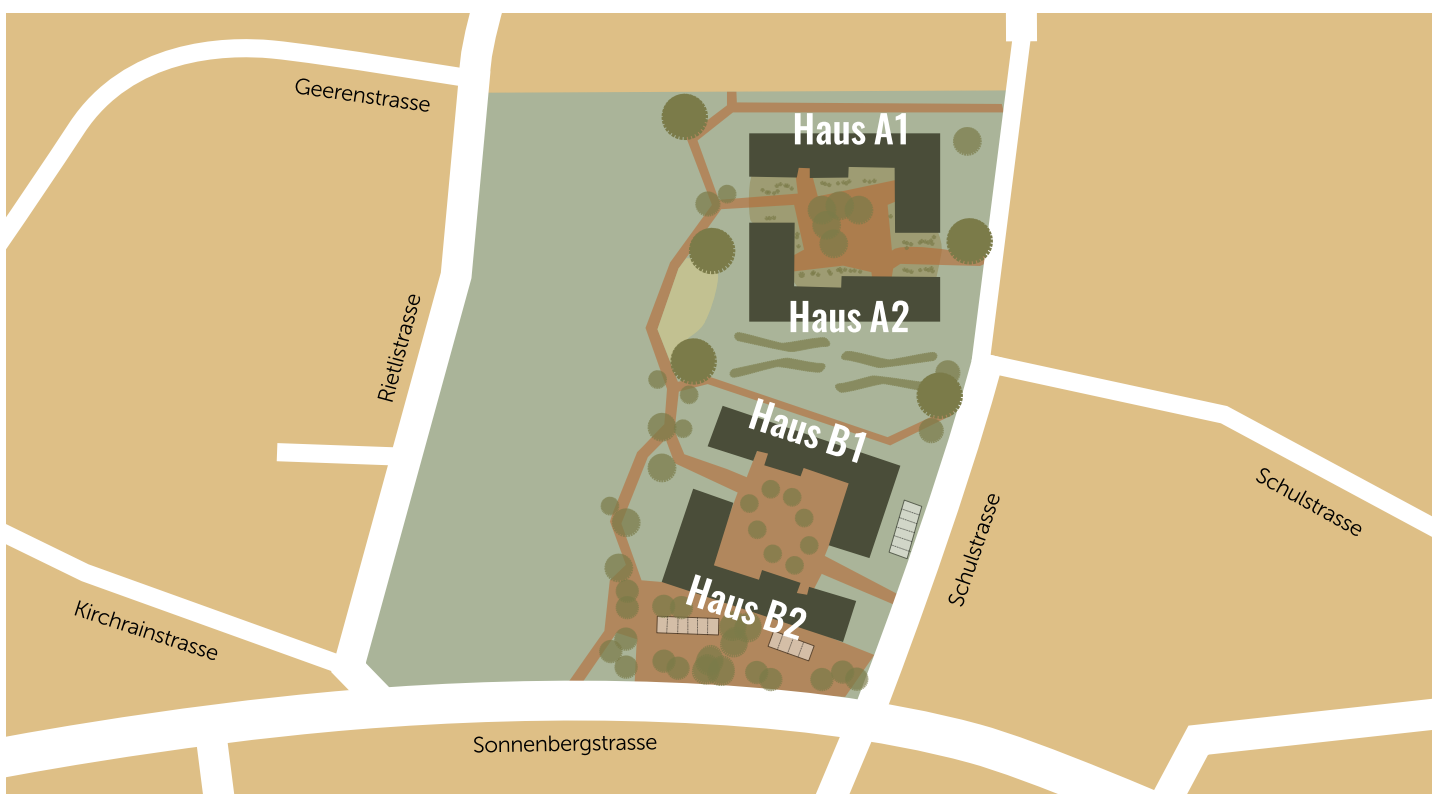 Geerenstrasse
Haus A1
Rietlistrasse
Haus A2
Haus B1
Schulstrasse
Schulstrasse
Kirchrainstrasse
Haus B2
Sonnenbergstrasse